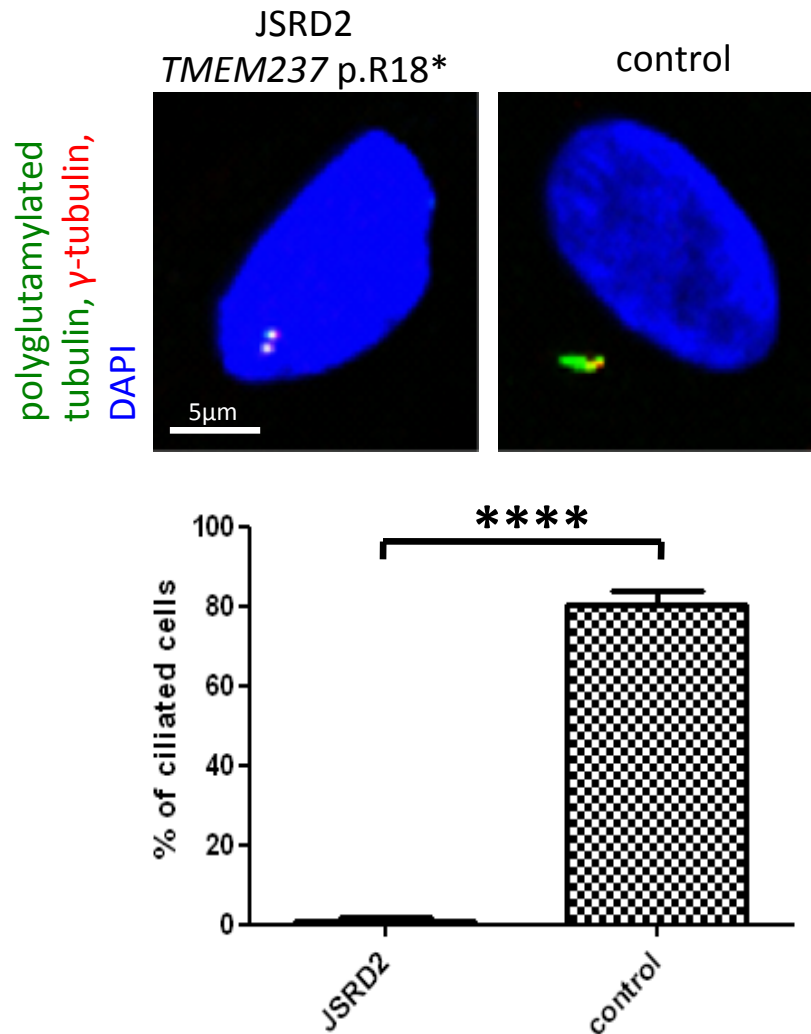 JSRD2
TMEM237 p.R18*
control
polyglutamylated
tubulin, γ-tubulin,
DAPI
5μm
****
% of ciliated cells
100
80
60
40
20
0
JSRD2
control